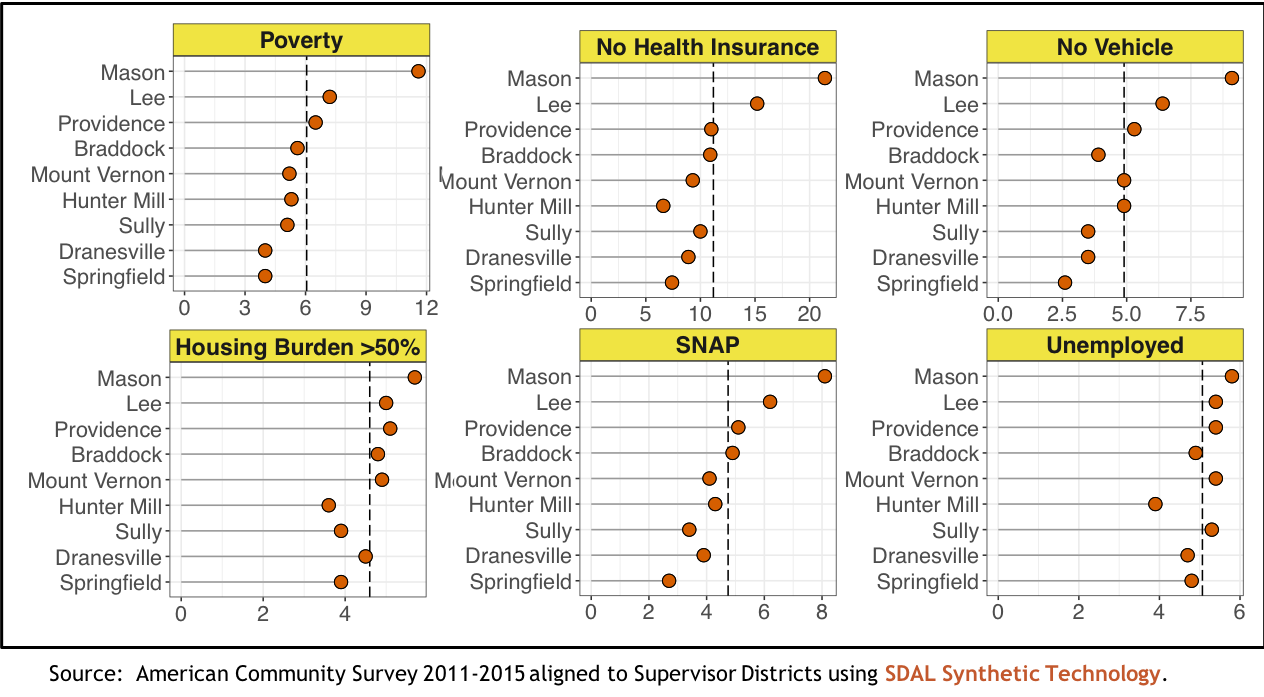 Poverty
Mason
Lee
Providence
Braddock
Mount Vernon
Hunter Mill
Sully
Dranesville
Springfield
0 3 6 9 12
No Health Insurance
Mason
Lee
Providence
Braddock
Mount Vernon
Hunter Mill
Sully
Dranesville
Springfield
0 5 10 15 20
No Vehicle
Mason
Lee
Providence
Braddock
Mount Vernon
Hunter Mill
Sully
Dranesville
Springfield
0.0 2.5 5.0 7.5
Housing Burden >50%
Mason
Lee
Providence
Braddock
Mount Vernon
Hunter Mill
Sully
Dranesville
Springfield
0 2 4
SNAP
Mason
Lee
Providence
Braddock
Mount Vernon
Hunter Mill
Sully
Dranesville
Springfield
0 2 4 6 8
Unemployed
Mason
Lee
Providence
Braddock
Mount Vernon
Hunter Mill
Sully
Dranesville
Springfield
0 2 4 6
Source: American Community Survey 2011-2015 aligned to Supervisor Districts using SDAL Synthetic Technology.